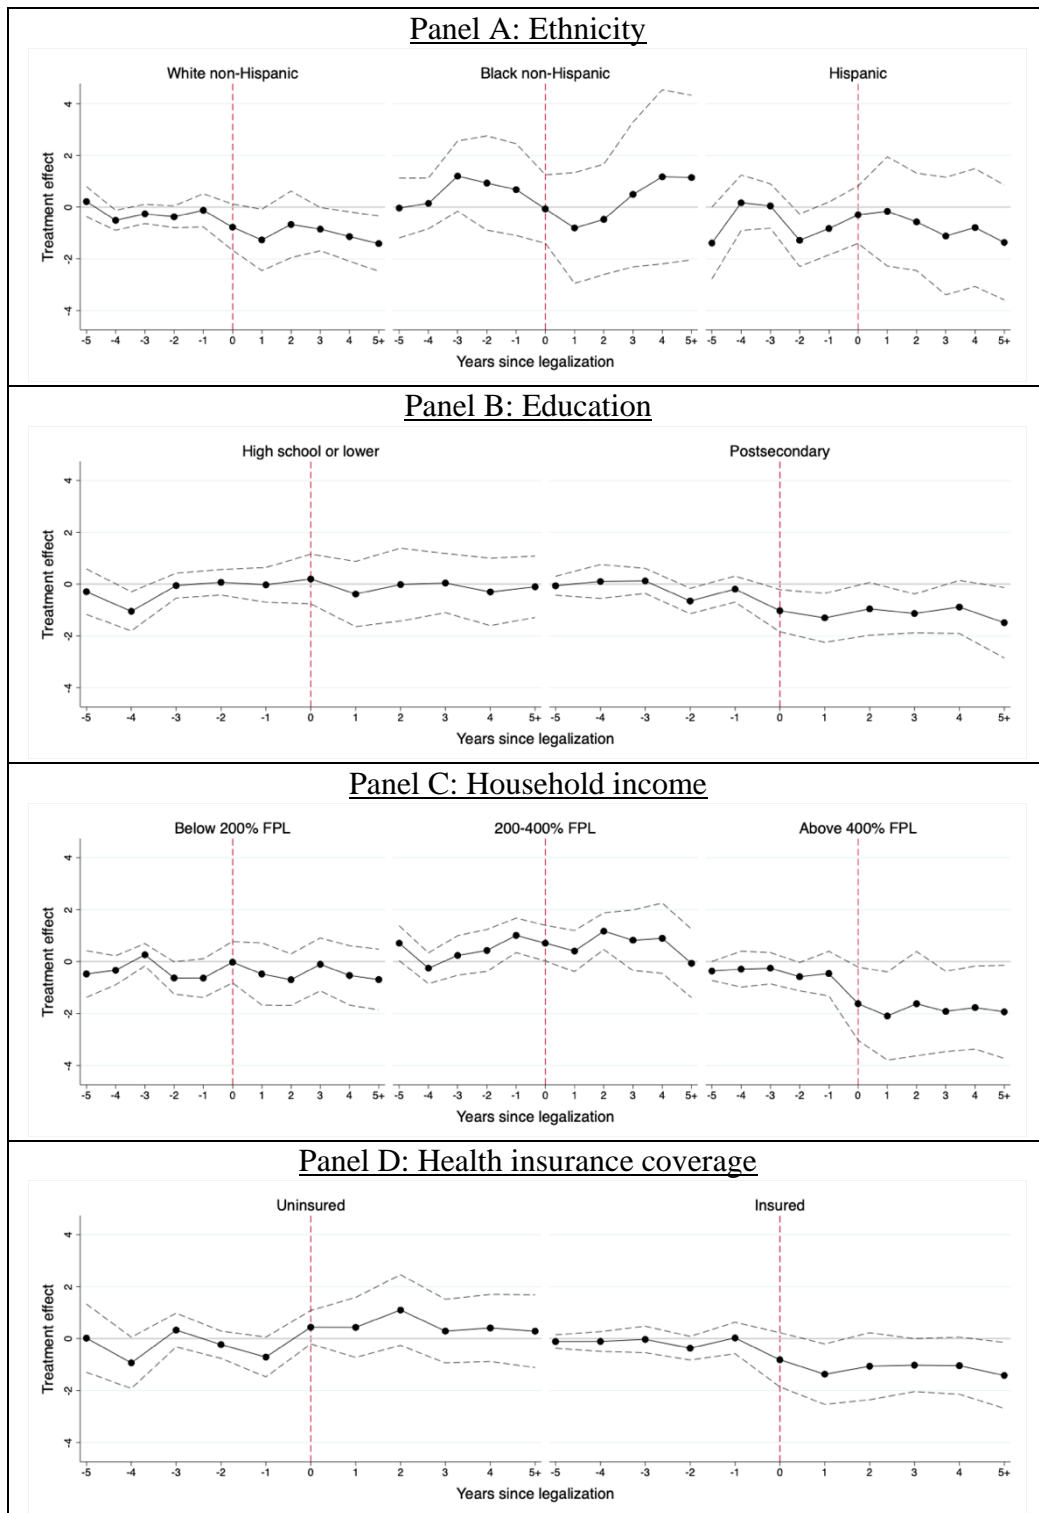 Panel A: Ethnicity
White non-Hispanic Black non-Hispanic Hispanic
Treatment effect
4
2
0
-2
-4
-5 -4 -3 -2 -1 0 1 2 3 4 5+ -5 -4 -3 -2 -1 0 1 2 3 4 5+ -5 -4 -3 -2 -1 0 1 2 3 4 5+
Years since legalization
Panel B: Education
High school or lower Postsecondary
Treatment effect
4
2
0
-2
-4
-5 -4 -3 -2 -1 0 1 2 3 4 5+ -5 -4 -3 -2 -1 0 1 2 3 4 5+
Years since legalization
Panel C: Household income
Below 200% FPL 200-400% FPL Above 400% FPL
Treatment effect
4
2
0
-2
-4
-5 -4 -3 -2 -1 0 1 2 3 4 5+ -5 -4 -3 -2 -1 0 1 2 3 4 5+ -5 -4 -3 -2 -1 0 1 2 3 4 5+
Years since legalization
Panel D: Health insurance coverage
Uninsured Insured
Treatment effect
4
2
0
-2
-4
-5 -4 -3 -2 -1 0 1 2 3 4 5+ -5 -4 -3 -2 -1 0 1 2 3 4 5+
Years since legalization